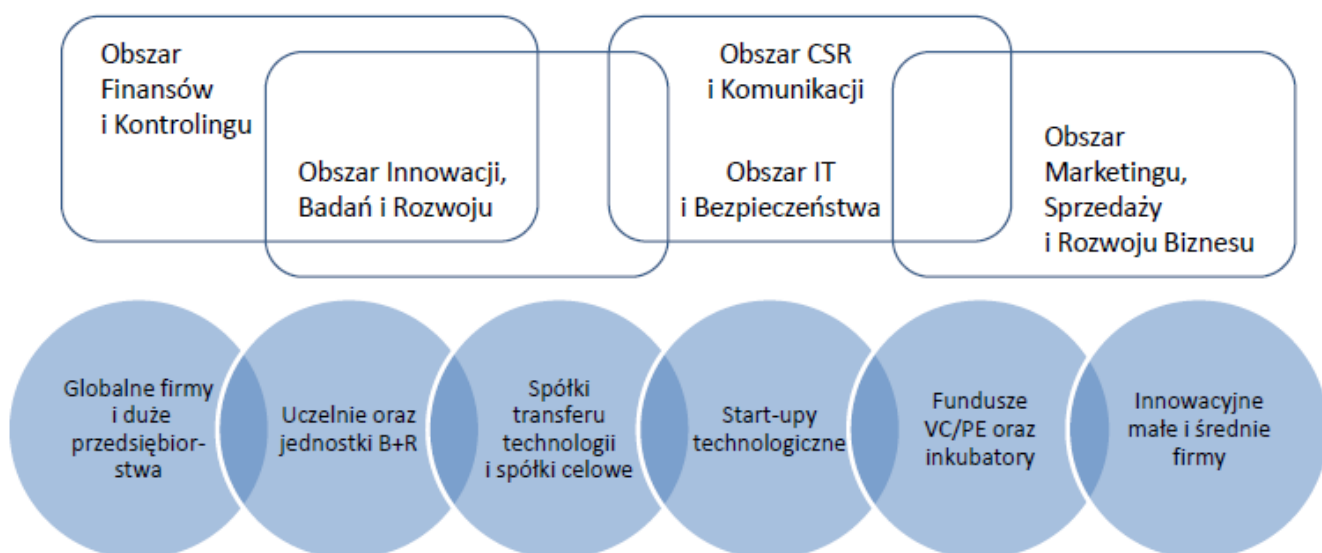 Obszar
Finansów
i Kontrolingu
Obszar Innowacji,
Badań i Rozwoju
Obszar CSR
i Komunikacji
Obszar IT
i Bezpieczeństwa
Obszar
Marketingu,
Sprzedaży
i Rozwoju Biznesu
Globalne firmy
i duże
przedsiębior-
stwa
Uczelnie oraz
jednostki B+R
Spółki
transferu
technologii
i spółki celowe
Start-upy
technologiczne
Fundusze
VC/PE oraz
inkubatory
Innowacyjne
małe i średnie
firmy